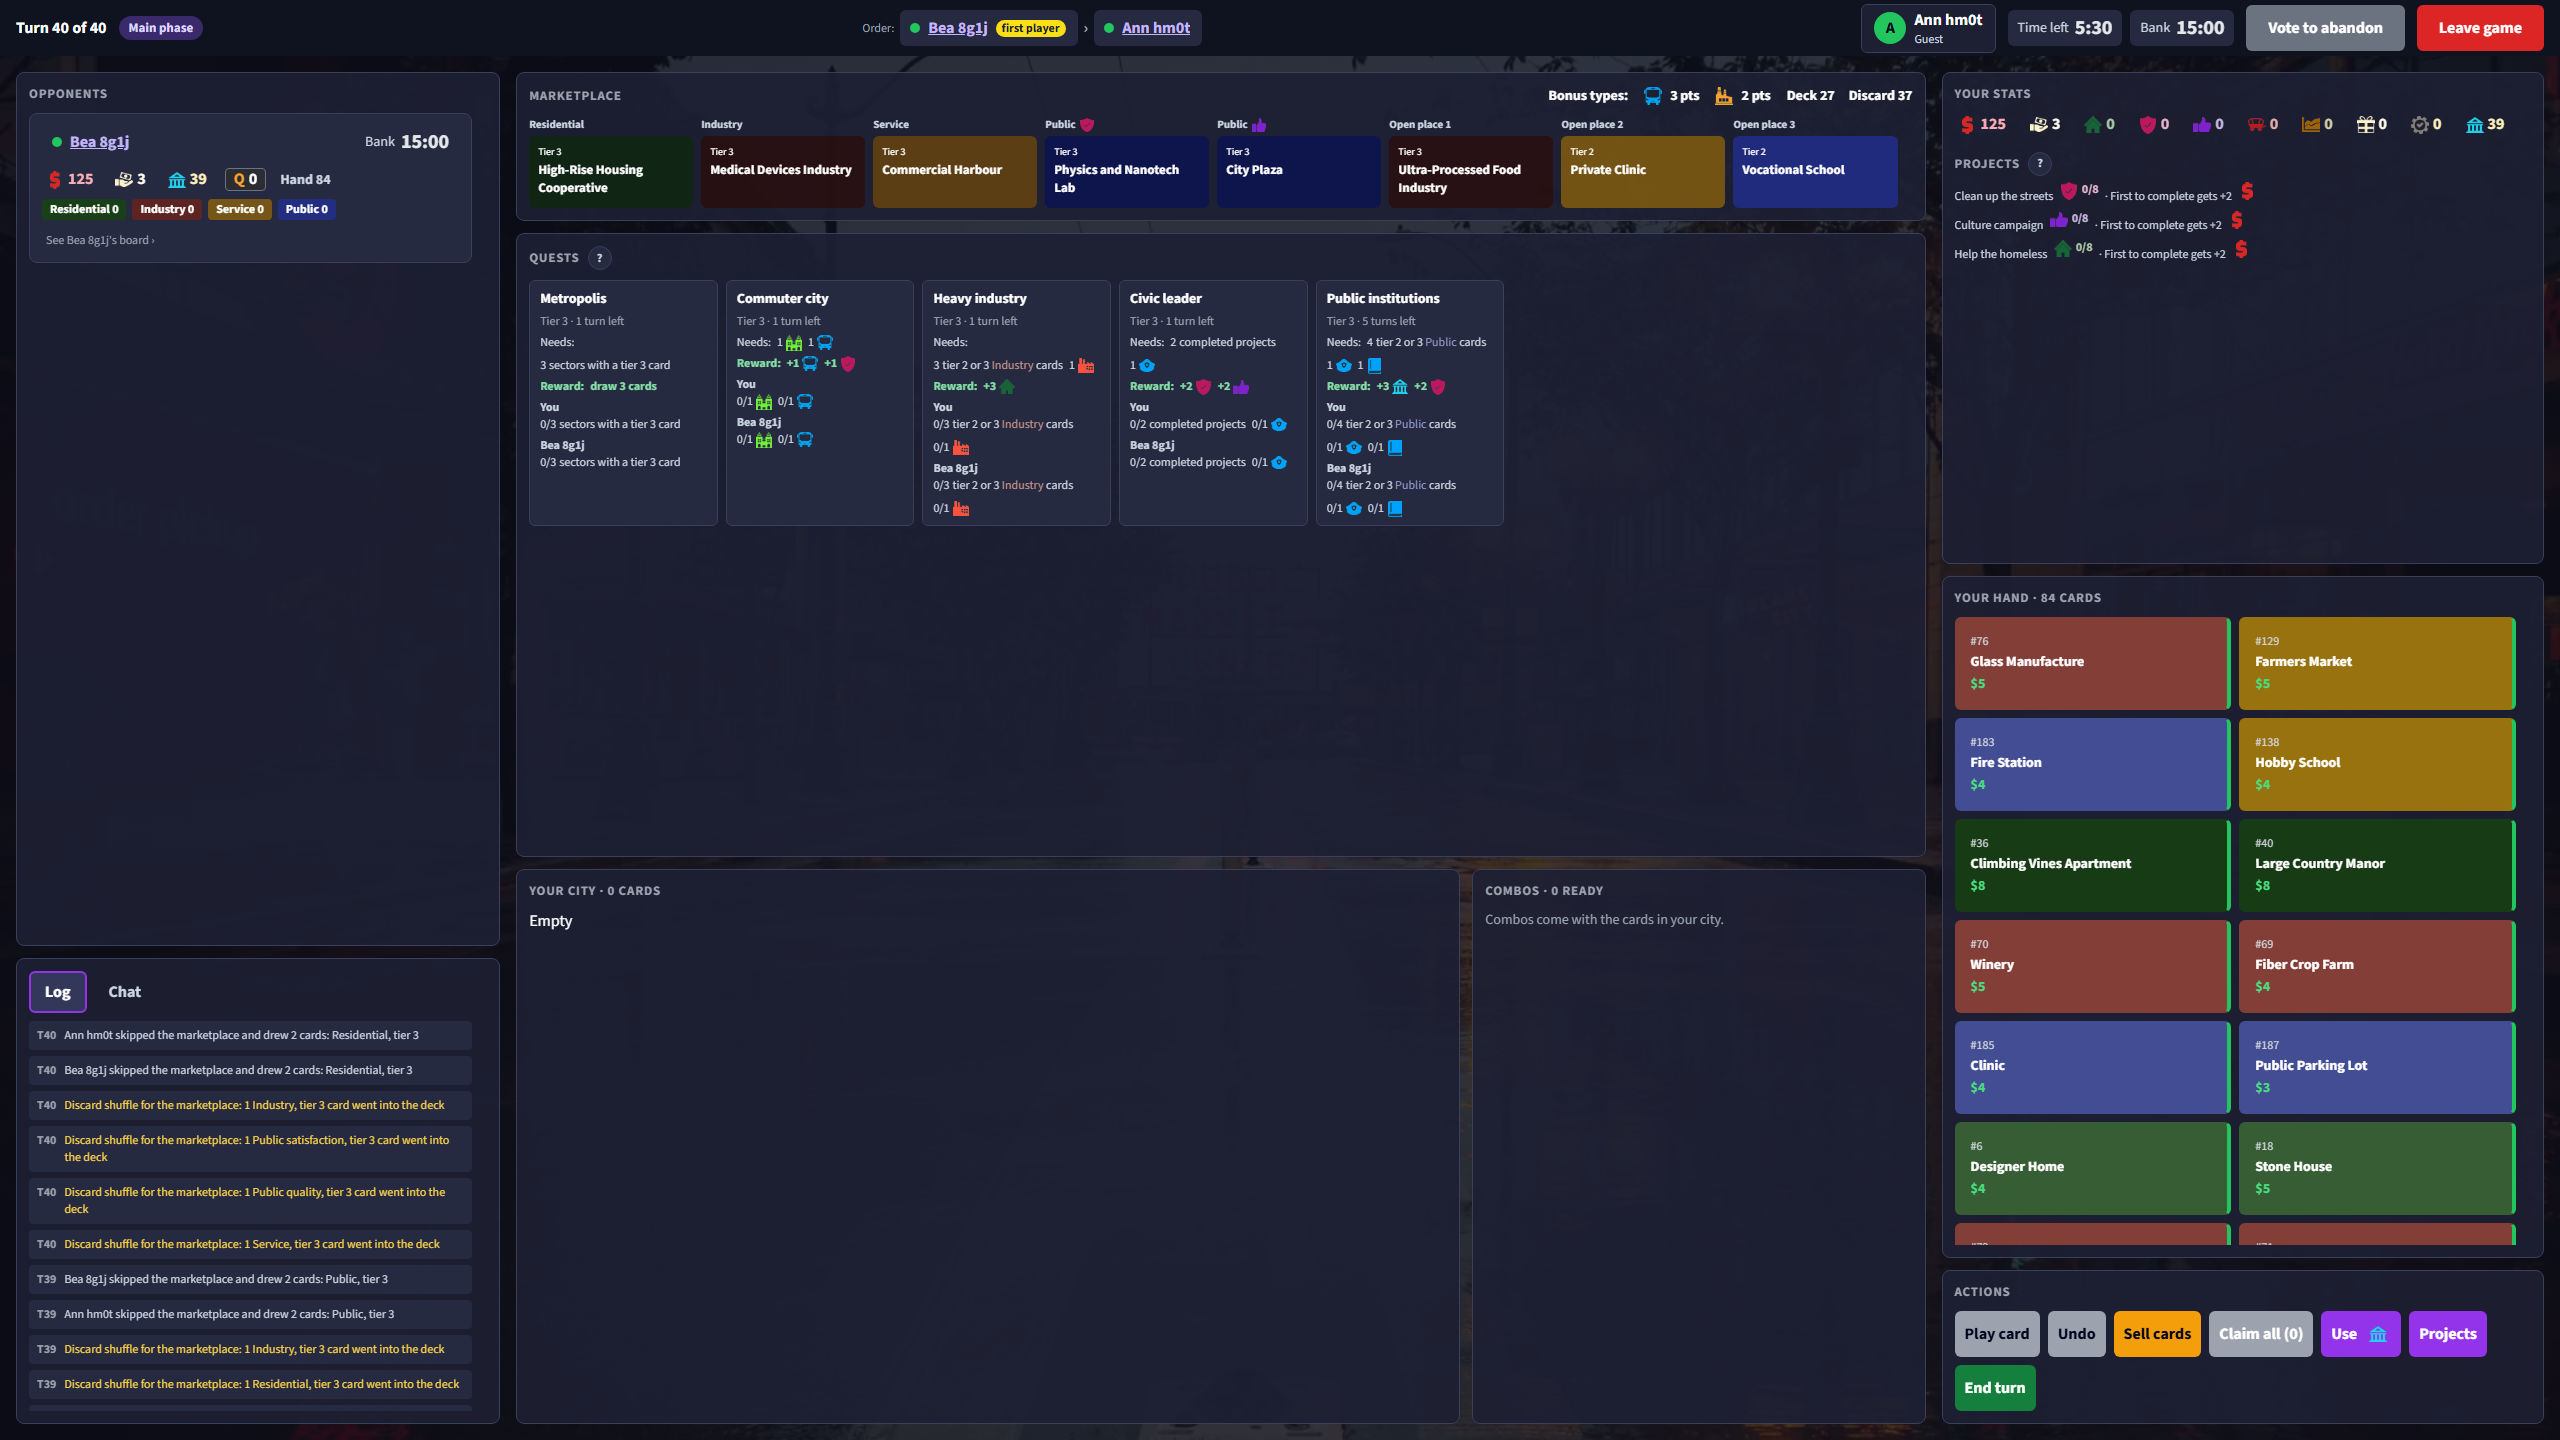 Turn 40 of 40 Main phase
Order: Bea 8g1j first player › Ann hm0t
A Ann hm0t
Guest
Time left 5:30 Bank 15:00 Vote to abandon Leave game
OPPONENTS
Bea 8g1j Bank 15:00
125 3 39 Q 0 Hand 84
Residential 0 Industry 0 Service 0 Public 0
See Bea 8g1j's board ›
MARKETPLACE
Bonus types: 3 pts 2 pts Deck 27 Discard 37
Residential
Tier 3
High-Rise Housing
Cooperative
Industry
Tier 3
Medical Devices Industry
Service
Tier 3
Commercial Harbour
Public
Tier 3
Physics and Nanotech
Lab
Public
Tier 3
City Plaza
Open place 1
Tier 3
Ultra-Processed Food
Industry
Open place 2
Tier 2
Private Clinic
Open place 3
Tier 2
Vocational School
QUESTS ?
Metropolis
Tier 3 · 1 turn left
Needs:
3 sectors with a tier 3 card
Reward: draw 3 cards
You
0/3 sectors with a tier 3 card
Bea 8g1j
0/3 sectors with a tier 3 card
Commuter city
Tier 3 · 1 turn left
Needs: 1 1
Reward: +1 +1
You
0/1 0/1
Bea 8g1j
0/1 0/1
Heavy industry
Tier 3 · 1 turn left
Needs:
3 tier 2 or 3 Industry cards 1
Reward: +3
You
0/3 tier 2 or 3 Industry cards
0/1
Bea 8g1j
0/3 tier 2 or 3 Industry cards
0/1
Civic leader
Tier 3 · 1 turn left
Needs: 2 completed projects
1
Reward: +2 +2
You
0/2 completed projects 0/1
Bea 8g1j
0/2 completed projects 0/1
Public institutions
Tier 3 · 5 turns left
Needs: 4 tier 2 or 3 Public cards
1 1
Reward: +3 +2
You
0/4 tier 2 or 3 Public cards
0/1 0/1
Bea 8g1j
0/4 tier 2 or 3 Public cards
0/1 0/1
YOUR STATS
125 3 0 0 0 0 0 0 0 39
PROJECTS ?
Clean up the streets 0/8 · First to complete gets +2
Culture campaign 0/8 · First to complete gets +2
Help the homeless 0/8 · First to complete gets +2
YOUR HAND · 84 CARDS
#76
Glass Manufacture
$5
#129
Farmers Market
$5
#183
Fire Station
$4
#138
Hobby School
$4
#36
Climbing Vines Apartment
$8
#40
Large Country Manor
$8
#70
Winery
$5
#69
Fiber Crop Farm
$4
#185
Clinic
$4
#187
Public Parking Lot
$3
#6
Designer Home
$4
#18
Stone House
$5
YOUR CITY · 0 CARDS
Empty
COMBOS · 0 READY
Combos come with the cards in your city.
Log Chat
T40 Ann hm0t skipped the marketplace and drew 2 cards: Residential, tier 3
T40 Bea 8g1j skipped the marketplace and drew 2 cards: Residential, tier 3
T40 Discard shuffle for the marketplace: 1 Industry, tier 3 card went into the deck
T40 Discard shuffle for the marketplace: 1 Public satisfaction, tier 3 card went into
the deck
T40 Discard shuffle for the marketplace: 1 Public quality, tier 3 card went into the
deck
T40 Discard shuffle for the marketplace: 1 Service, tier 3 card went into the deck
T39 Bea 8g1j skipped the marketplace and drew 2 cards: Public, tier 3
T39 Ann hm0t skipped the marketplace and drew 2 cards: Public, tier 3
T39 Discard shuffle for the marketplace: 1 Industry, tier 3 card went into the deck
T39 Discard shuffle for the marketplace: 1 Residential, tier 3 card went into the deck
ACTIONS
Play card Undo Sell cards Claim all (0) Use Projects
End turn